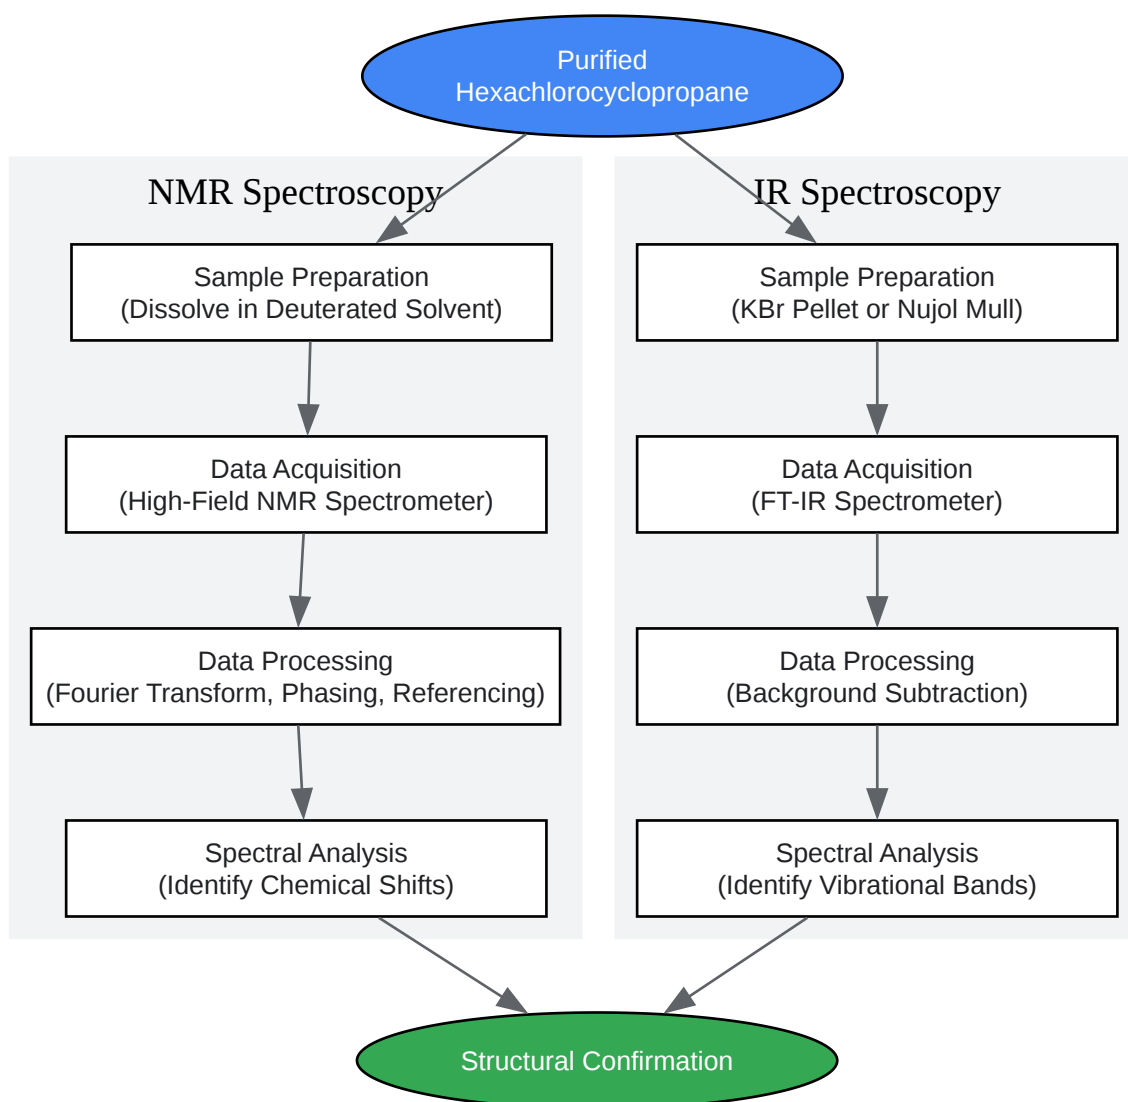 Purified
Hexachlorocyclopropane
NMR Spectroscopy
Sample Preparation
(Dissolve in Deuterated Solvent)
Data Acquisition
(High-Field NMR Spectrometer)
Data Processing
(Fourier Transform, Phasing, Referencing)
Spectral Analysis
(Identify Chemical Shifts)
IR Spectroscopy
Sample Preparation
(KBr Pellet or Nujol Mull)
Data Acquisition
(FT-IR Spectrometer)
Data Processing
(Background Subtraction)
Spectral Analysis
(Identify Vibrational Bands)
Structural Confirmation